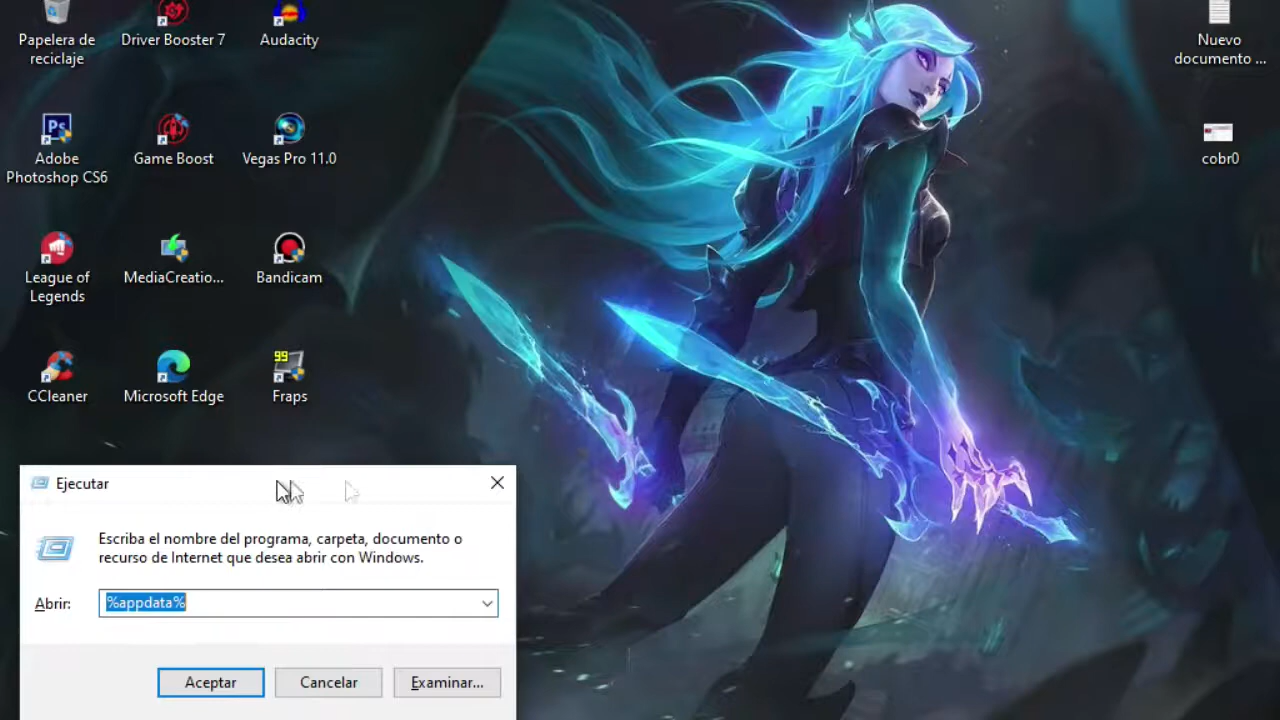 Papelera de
reciclaje
Driver Booster 7
Audacity
Nuevo
documento ...
Ps
Adobe
Photoshop CS6
Game Boost
Vegas Pro 11.0
cobr0
League of
Legends
MediaCreatio...
Bandicam
CCleaner
Microsoft Edge
99
Fraps
Ejecutar
Escriba el nombre del programa, carpeta, documento o
recurso de Internet que desea abrir con Windows.
Abrir:
%appdata%
Aceptar
Cancelar
Examinar...